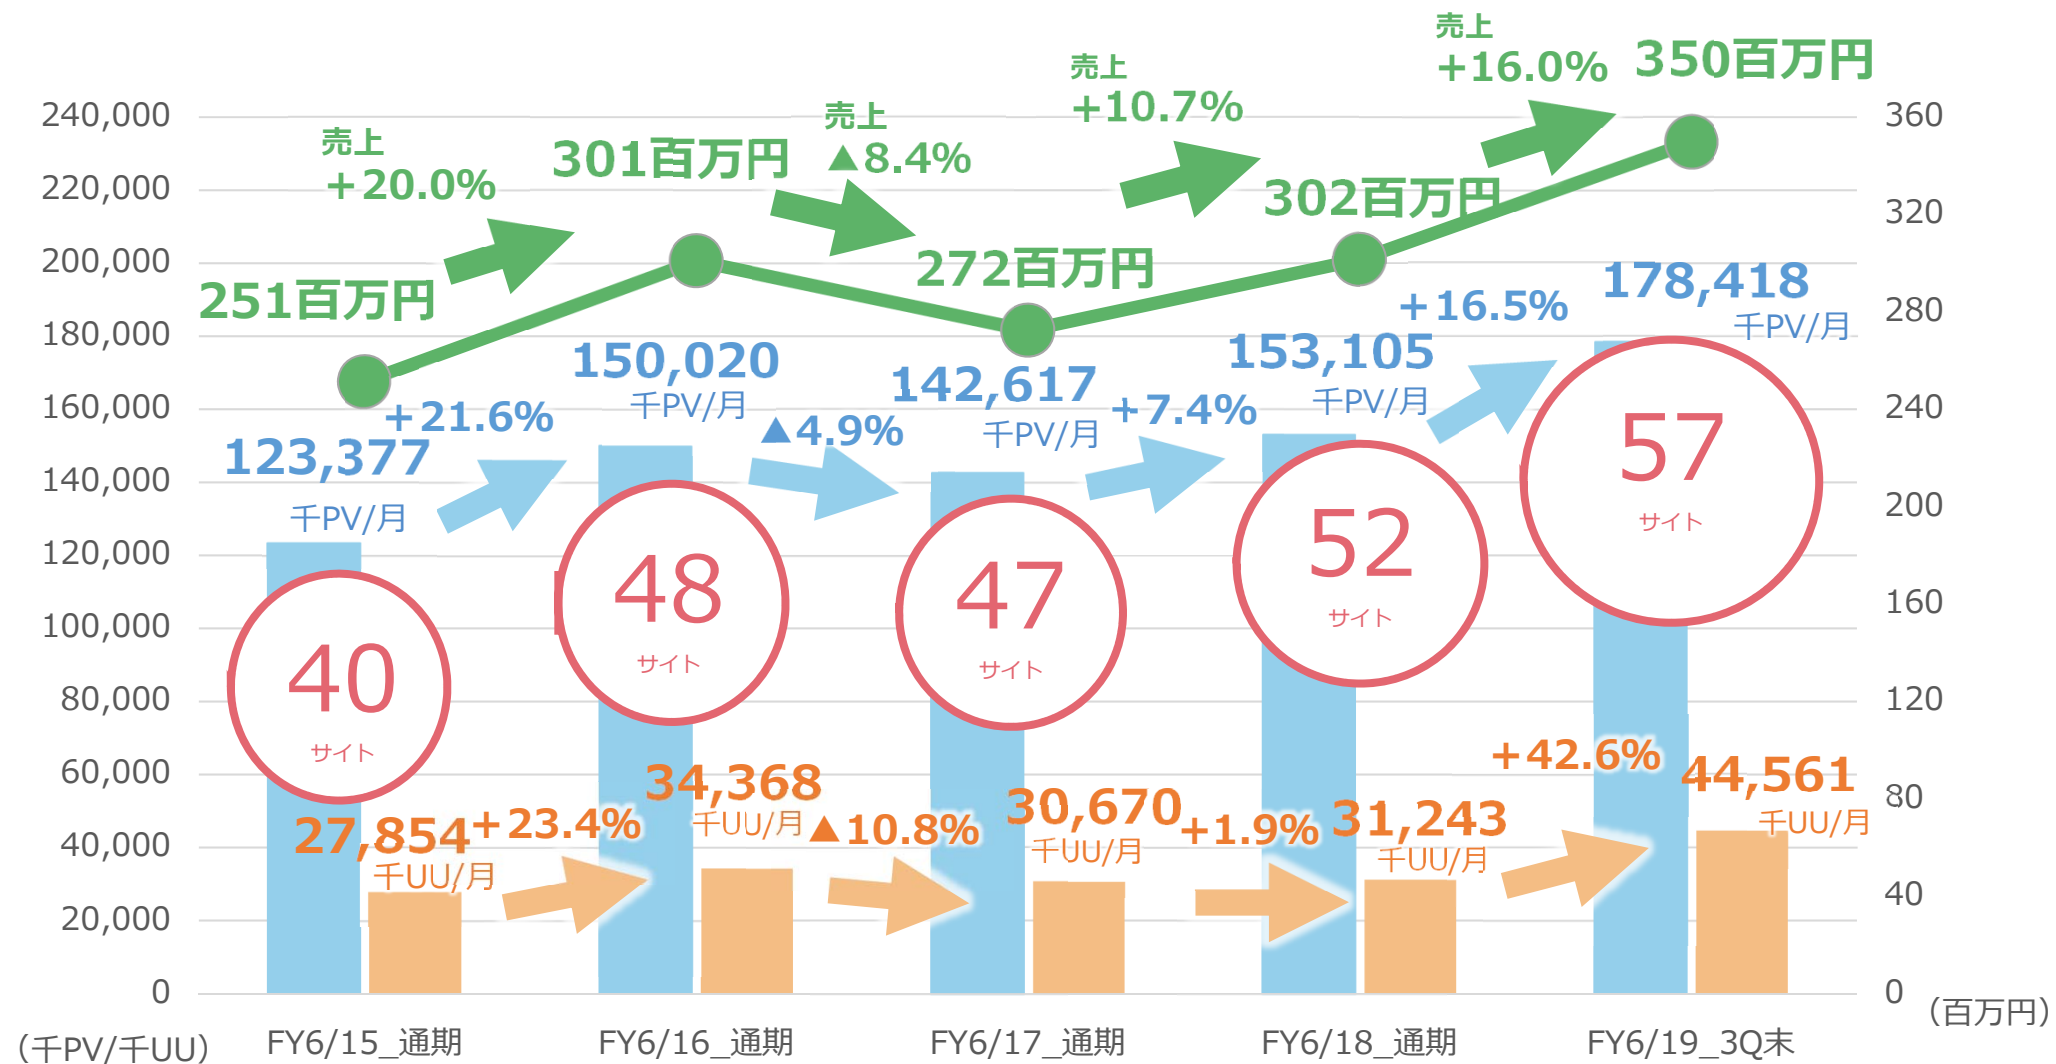 売上
+20.0%
売上
▲8.4%
売上
+10.7%
売上
+16.0%
251百万円
301百万円
272百万円
302百万円
350百万円
240,000
220,000
200,000
180,000
160,000
140,000
120,000
100,000
80,000
60,000
40,000
20,000
0
360
320
280
240
200
160
120
80
40
0
123,377
千PV/月
+21.6%
150,020
千PV/月
▲4.9%
142,617
千PV/月
+7.4%
153,105
千PV/月
+16.5%
178,418
千PV/月
40
サイト
48
サイト
47
サイト
52
サイト
57
サイト
27,854
千UU/月
+23.4%
34,368
千UU/月
▲10.8%
30,670
千UU/月
+1.9%
31,243
千UU/月
+42.6%
44,561
千UU/月
（千PV/千UU）
FY6/15_通期
FY6/16_通期
FY6/17_通期
FY6/18_通期
FY6/19_3Q末
（百万円）